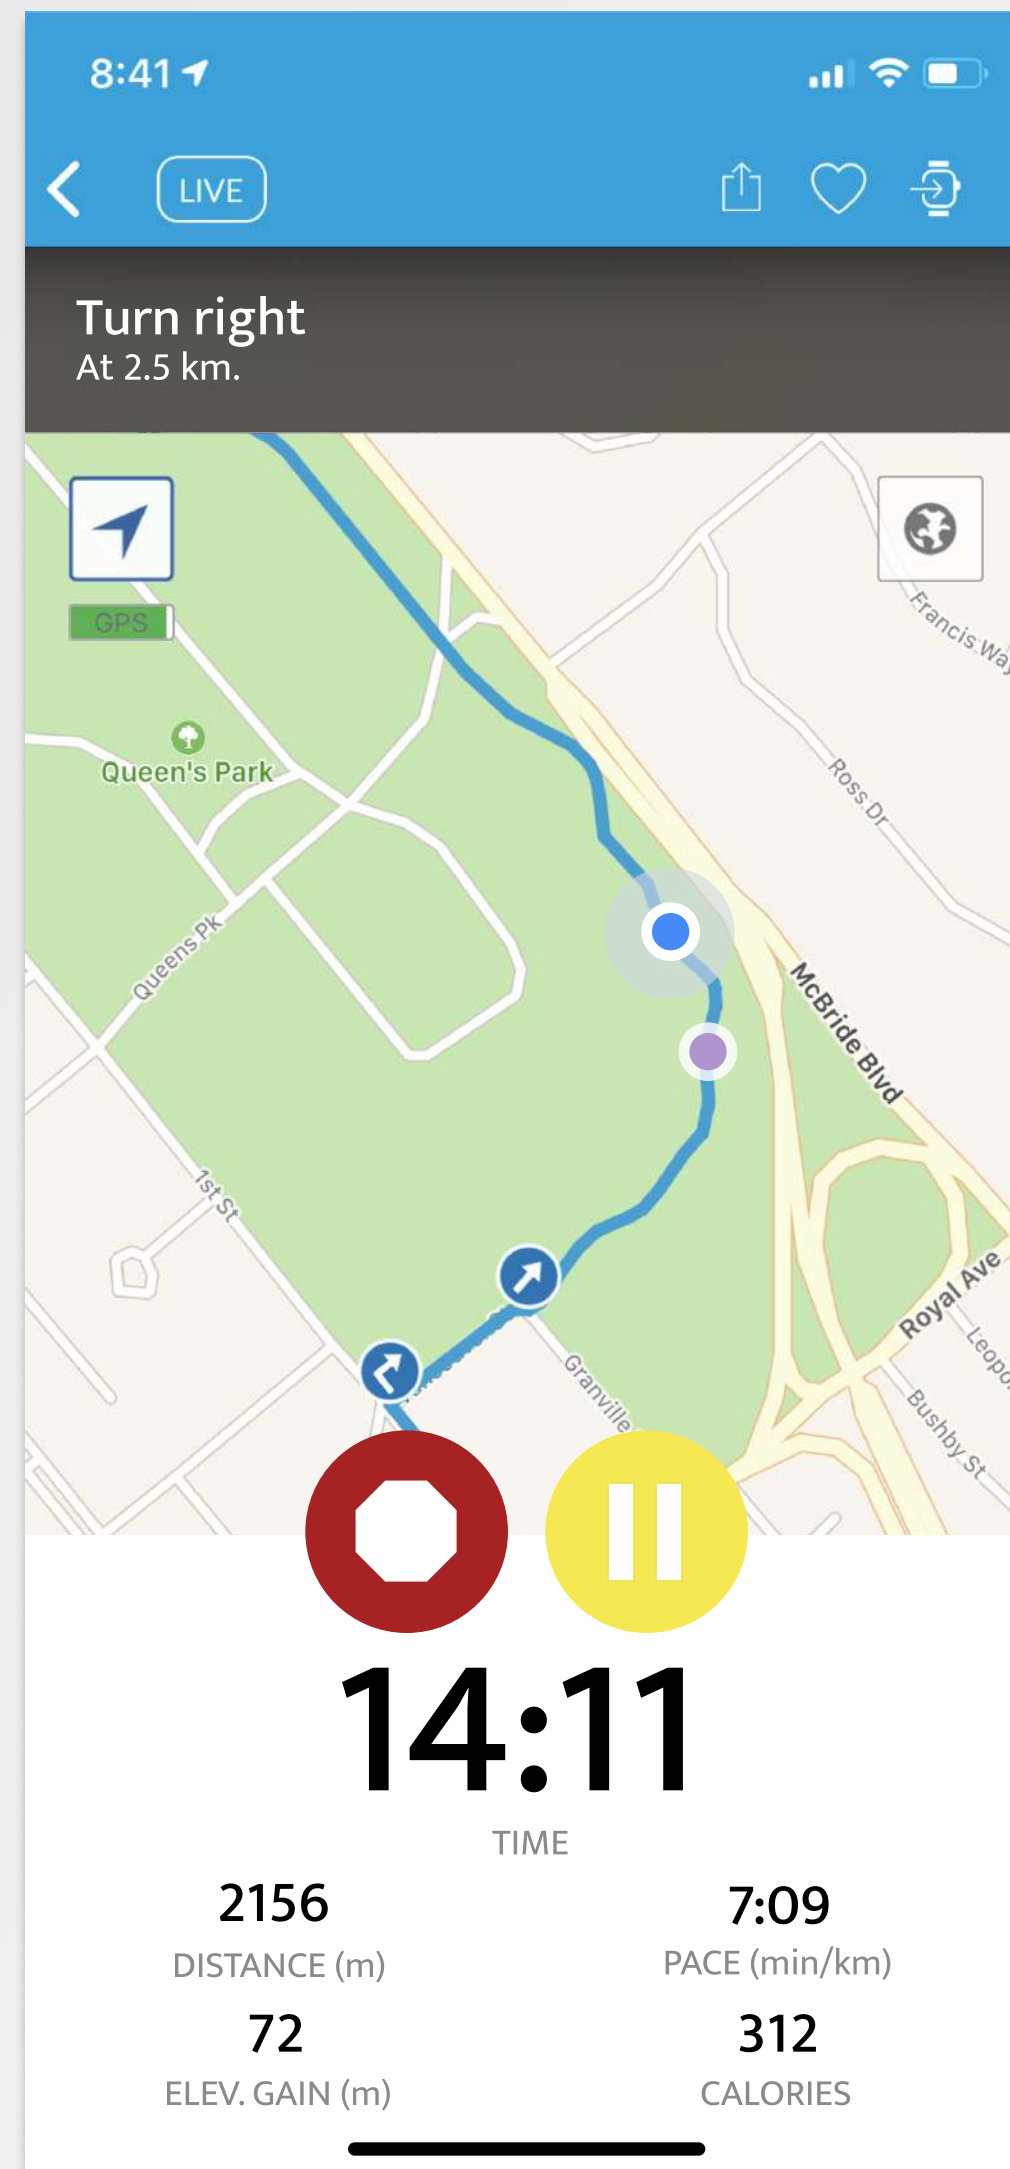 8:41
LIVE
Turn right
At 2.5 km.
GPS
Francis Way
Queen's Park
Ross Dr
Queens Pk
McBride Blvd
1st St
Royal Ave
Granville
Bushby St
14:11
TIME
2156
7:09
DISTANCE (m)
PACE (min/km)
72
312
ELEV. GAIN (m)
CALORIES